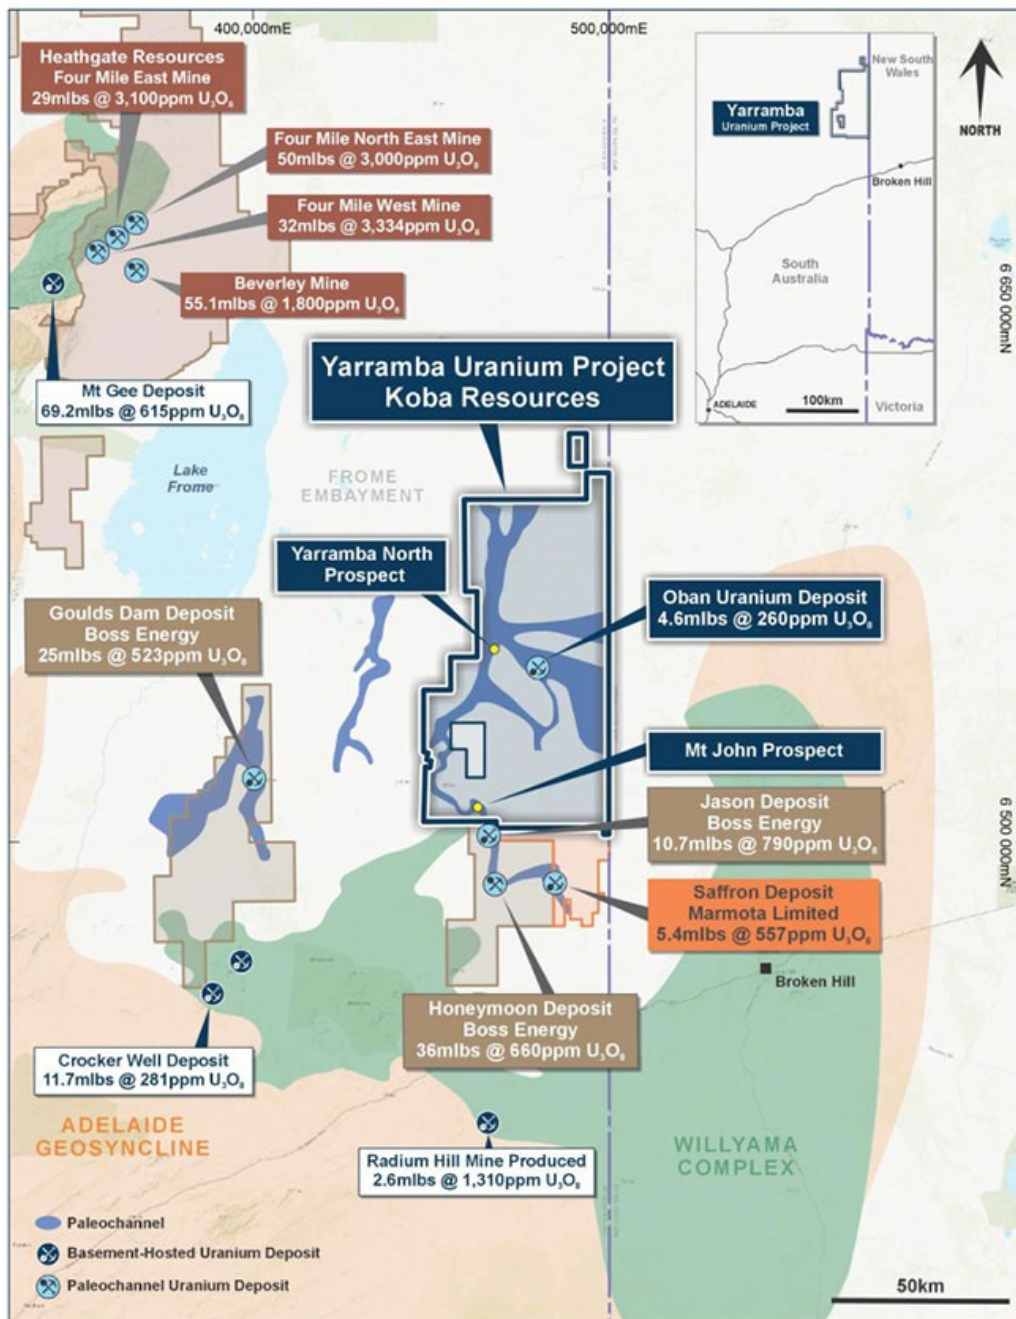 400,000mE
500,000mE
Heathgate Resources
Four Mile East Mine
29mlbs @ 3,100ppm U₃O₈
Four Mile North East Mine
50mlbs @ 3,000ppm U₃O₈
Four Mile West Mine
32mlbs @ 3,334ppm U₃O₈
Beverley Mine
55.1mlbs @ 1,800ppm U₃O₈
Mt Gee Deposit
69.2mlbs @ 615ppm U₃O₈
New South
Wales
Yarramba
Uranium Project
Broken Hill
South
Australia
ADELAIDE
100km
Victoria
NORTH
6 650 000mN
Yarramba Uranium Project
Koba Resources
Lake
Frome
FROME
EMBAYMENT
Yarramba North
Prospect
Oban Uranium Deposit
4.6mlbs @ 260ppm U₃O₈
Goulds Dam Deposit
Boss Energy
25mlbs @ 523ppm U₃O₈
Mt John Prospect
Jason Deposit
Boss Energy
10.7mlbs @ 790ppm U₃O₈
6 500 000mN
Saffron Deposit
Marmota Limited
5.4mlbs @ 557ppm U₃O₈
Broken Hill
Honeymoon Deposit
Boss Energy
36mlbs @ 660ppm U₃O₈
Crocker Well Deposit
11.7mlbs @ 281ppm U₃O₈
ADELAIDE
GEOSYNCLINE
Radium Hill Mine Produced
2.6mlbs @ 1,310ppm U₃O₈
WILLYAMA
COMPLEX
Paleochannel
Basement-Hosted Uranium Deposit
Paleochannel Uranium Deposit
50km